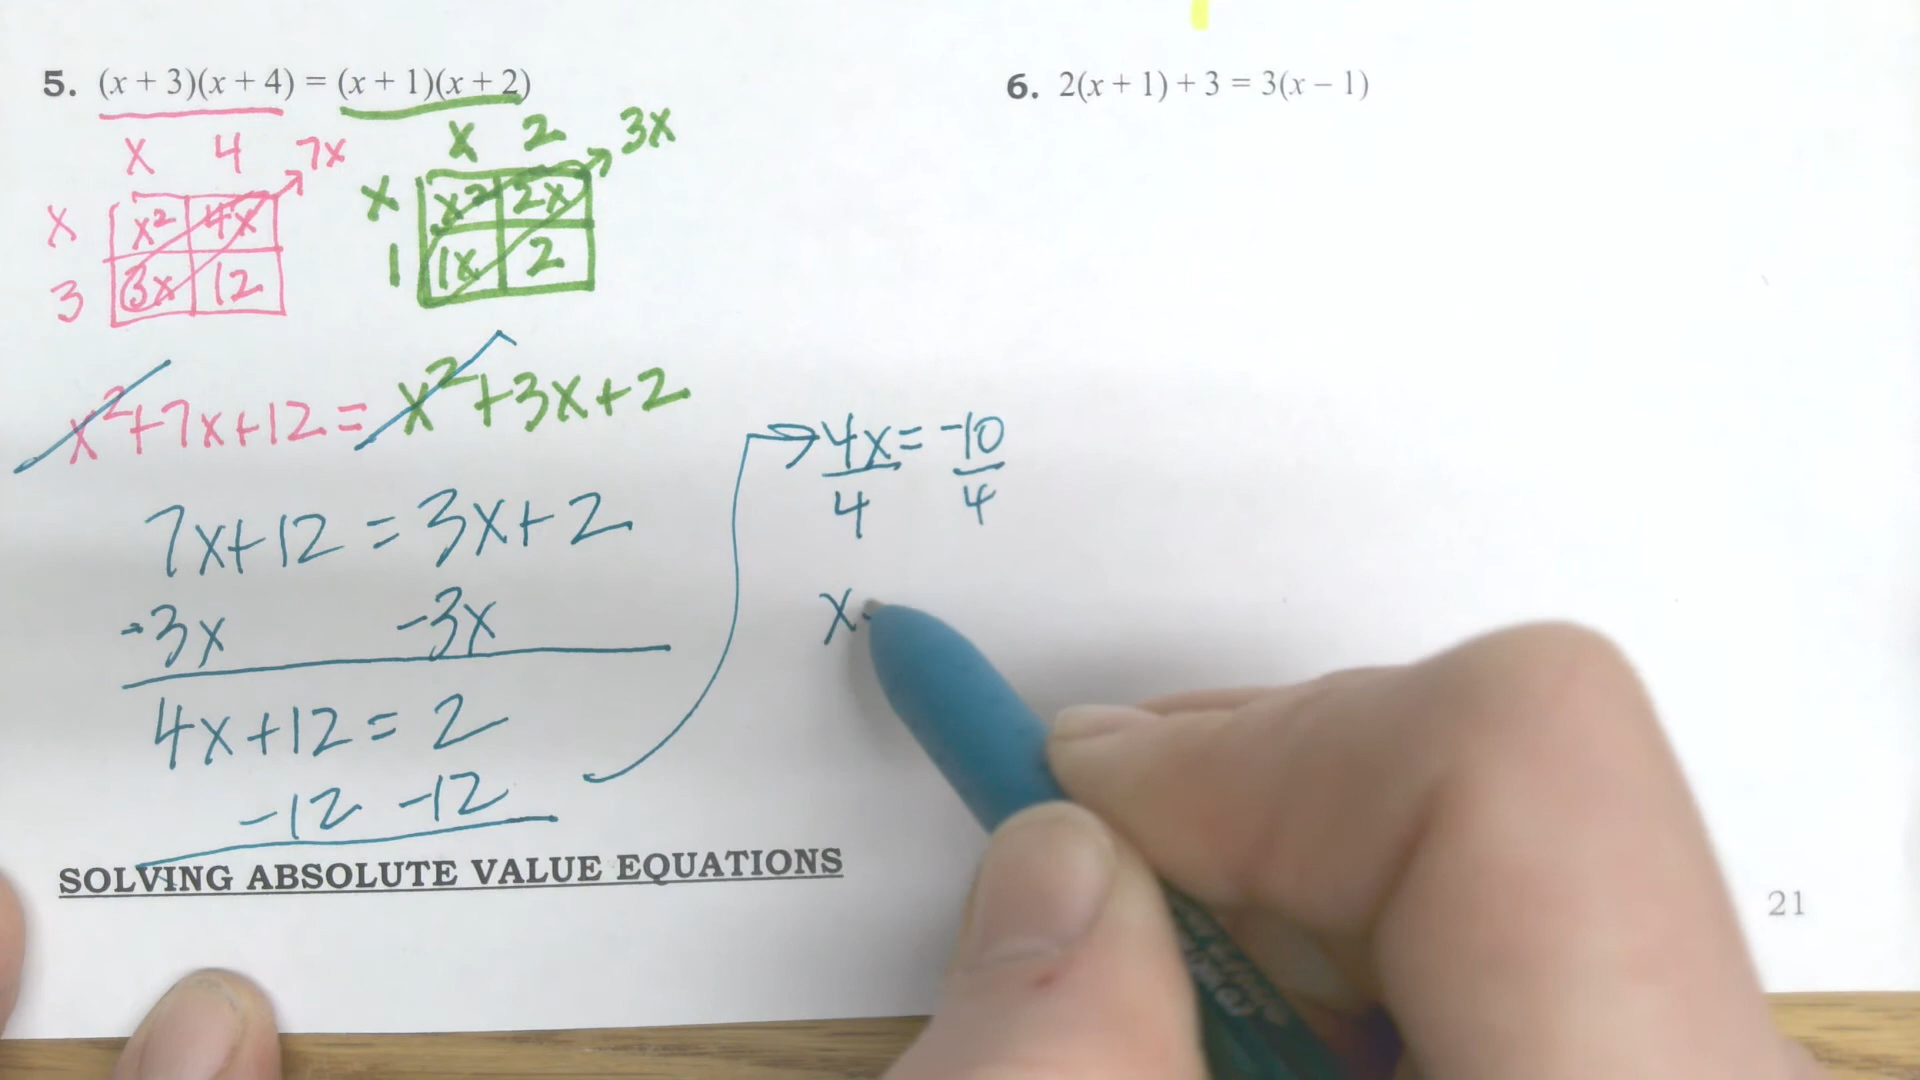 5. (x + 3)(x + 4) = (x + 1)(x + 2)
x 4 7x
x x² 4x
3 3x 12
x 2 3x
x x² 2x
1 1x 2
x²+7x+12= x²+3x+2
7x+12 = 3x+2
-3x -3x
4x+12 = 2
-12 -12
4x = -10
4 4
x
6. 2(x + 1) + 3 = 3(x – 1)
SOLVING ABSOLUTE VALUE EQUATIONS
21